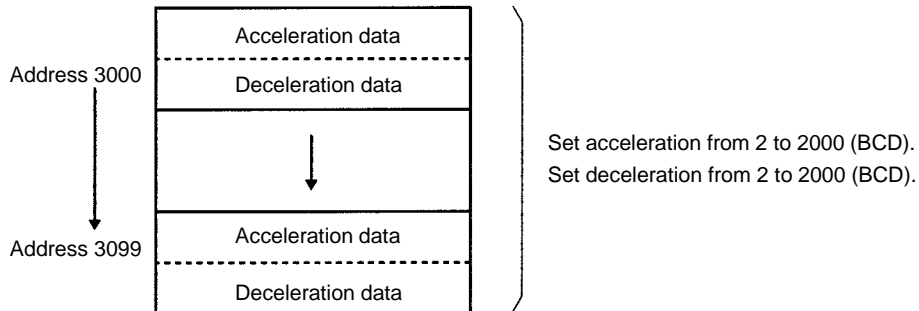 Acceleration data
Address 3000
Deceleration data
Set acceleration from 2 to 2000 (BCD).
Set deceleration from 2 to 2000 (BCD).
Address 3099
Acceleration data
Deceleration data